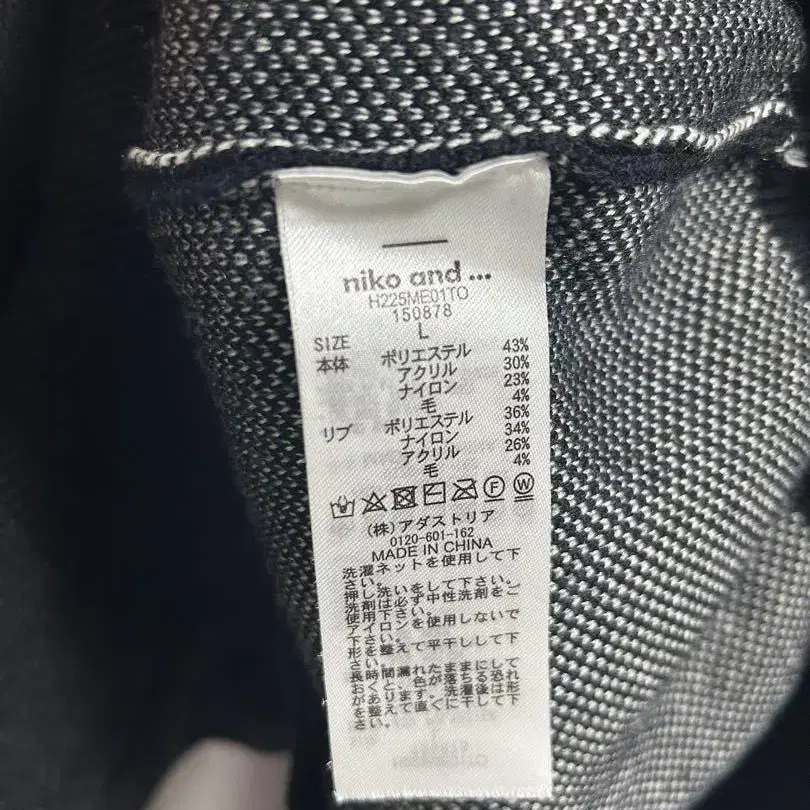 niko and ...
H225ME01TO
150878
SIZE L
本体 ポリエステル 43%
アクリル 30%
ナイロン 23%
毛 4%
リブ ポリエステル 36%
ナイロン 34%
アクリル 26%
毛 4%
F W
(株)アダストリア
0120-601-162
MADE IN CHINA
洗濯ネットを使用して下
さい。
押し洗いをして下さい。
洗剤は必ず中性洗剤をご
使用下さい。
アイロンを使用しないで
下さい。
形を整えて平干しして下
さい。
長時間濡れたままにして
おくと、色が落ちる恐れ
があります。洗濯後は形
を整えて直ぐに干して下
さい。